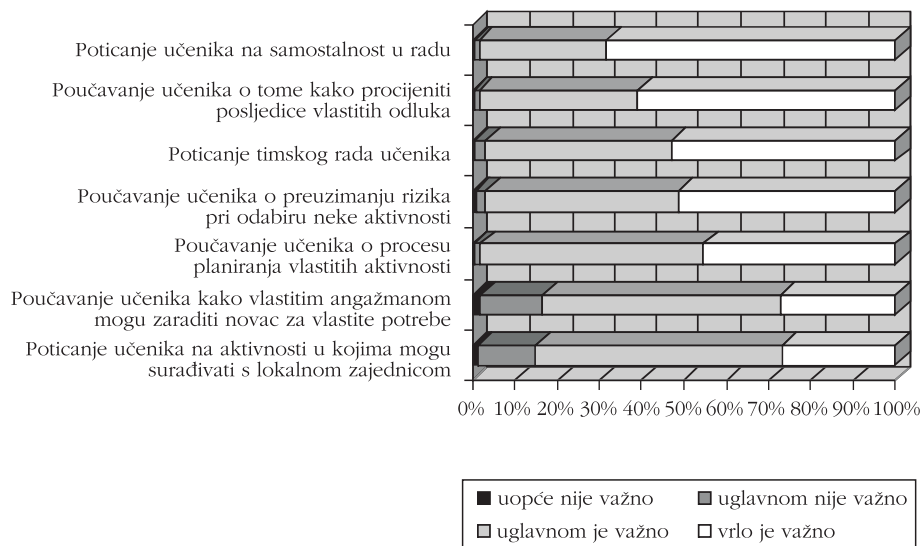 Poticanje učenika na samostalnost u radu
Poučavanje učenika o tome kako procijeniti
posljedice vlastitih odluka
Poticanje timskog rada učenika
Poučavanje učenika o preuzimanju rizika
pri odabiru neke aktivnosti
Poučavanje učenika o procesu
planiranja vlastitih aktivnosti
Poučavanje učenika kako vlastitim angažmanom
mogu zaraditi novac za vlastite potrebe
Poticanje učenika na aktivnosti u kojima mogu
surađivati s lokalnom zajednicom
0% 10% 20% 30% 40% 50% 60% 70% 80% 90% 100%
uopće nije važno uglavnom nije važno
uglavnom je važno vrlo je važno